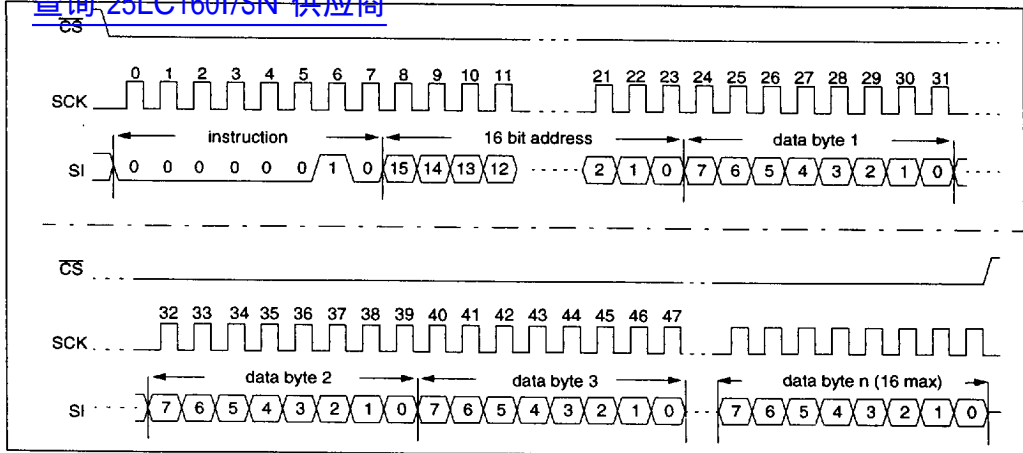 查询"25LC160I/SN"供应商
CS
0 1 2 3 4 5 6 7 8 9 10 11 21 22 23 24 25 26 27 28 29 30 31
SCK
instruction 16 bit address data byte 1
SI 0 0 0 0 0 0 1 0 15 14 13 12 2 1 0 7 6 5 4 3 2 1 0
CS
32 33 34 35 36 37 38 39 40 41 42 43 44 45 46 47
SCK
data byte 2 data byte 3 data byte n (16 max)
SI 7 6 5 4 3 2 1 0 7 6 5 4 3 2 1 0 7 6 5 4 3 2 1 0